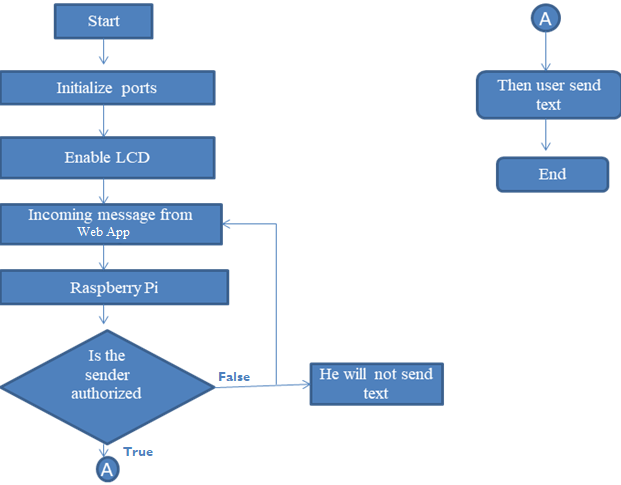 Start
Initialize ports
Enable LCD
Incoming message from
Web App
Raspberry Pi
Is the
sender
authorized
False
He will not send
text
True
A
A
Then user send
text
End